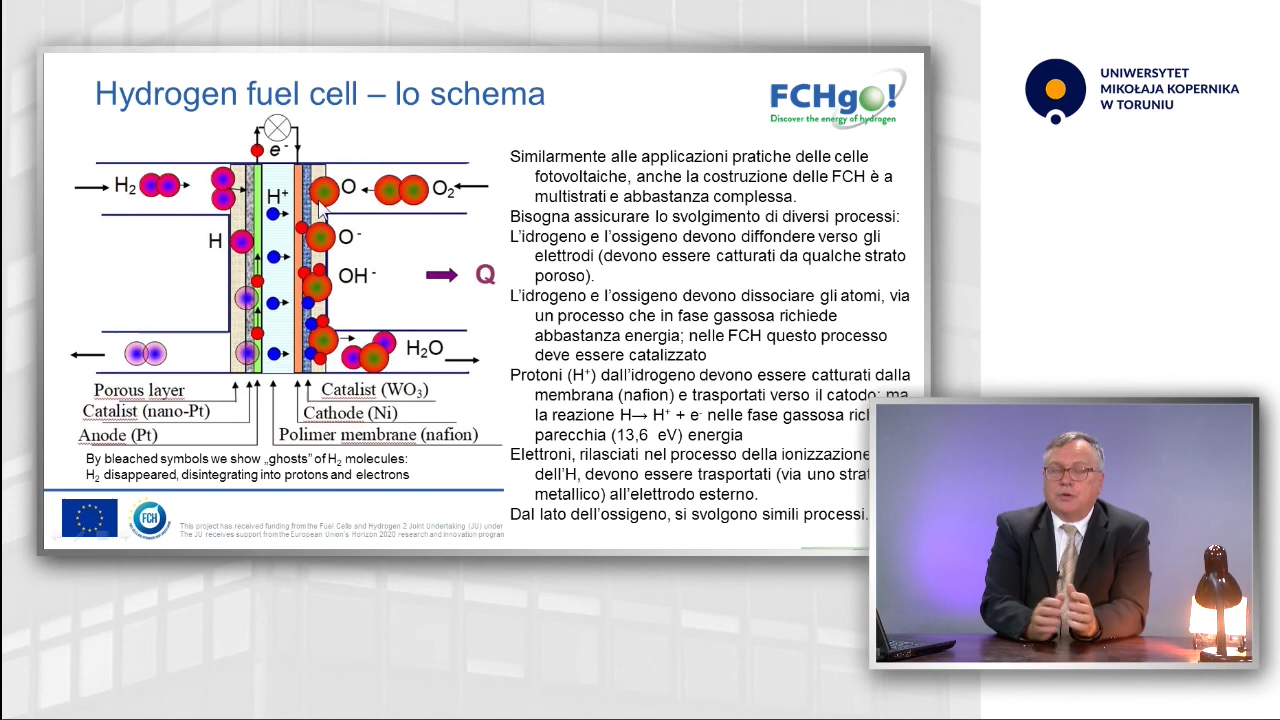 Hydrogen fuel cell – lo schema
FCHgo!
Discover the energy of hydrogen
UNIWERSYTET
MIKOŁAJA KOPERNIKA
W TORUNIU
e-
H2
H+
O
O2
H
O-
OH-
Q
H2O
Porous layer
Catalist (nano-Pt)
Anode (Pt)
Catalist (WO3)
Cathode (Ni)
Polimer membrane (nafion)
By bleached symbols we show „ghosts” of H2 molecules:
H2 disappeared, disintegrating into protons and electrons
Similarmente alle applicazioni pratiche delle celle
fotovoltaiche, anche la costruzione delle FCH è a
multistrati e abbastanza complessa.
Bisogna assicurare lo svolgimento di diversi processi:
L’idrogeno e l’ossigeno devono diffondere verso gli
elettrodi (devono essere catturati da qualche strato
poroso).
L’idrogeno e l’ossigeno devono dissociare gli atomi, via
un processo che in fase gassosa richiede
abbastanza energia; nelle FCH questo processo
deve essere catalizzato
Protoni (H+) dall’idrogeno devono essere catturati dalla
membrana (nafion) e trasportati verso il catodo; ma
la reazione H→ H+ + e- nelle fase gassosa
parecchia (13,6 eV) energia
Elettroni, rilasciati nel processo della ionizzazione
dell’H, devono essere trasportati (via uno
metallico) all’elettrodo esterno.
Dal lato dell’ossigeno, si svolgono simili processi.
FCH
This project has received funding from the Fuel Cells and Hydrogen 2 Joint Undertaking (JU) under
The JU receives support from the European Union's Horizon 2020 research and innovation